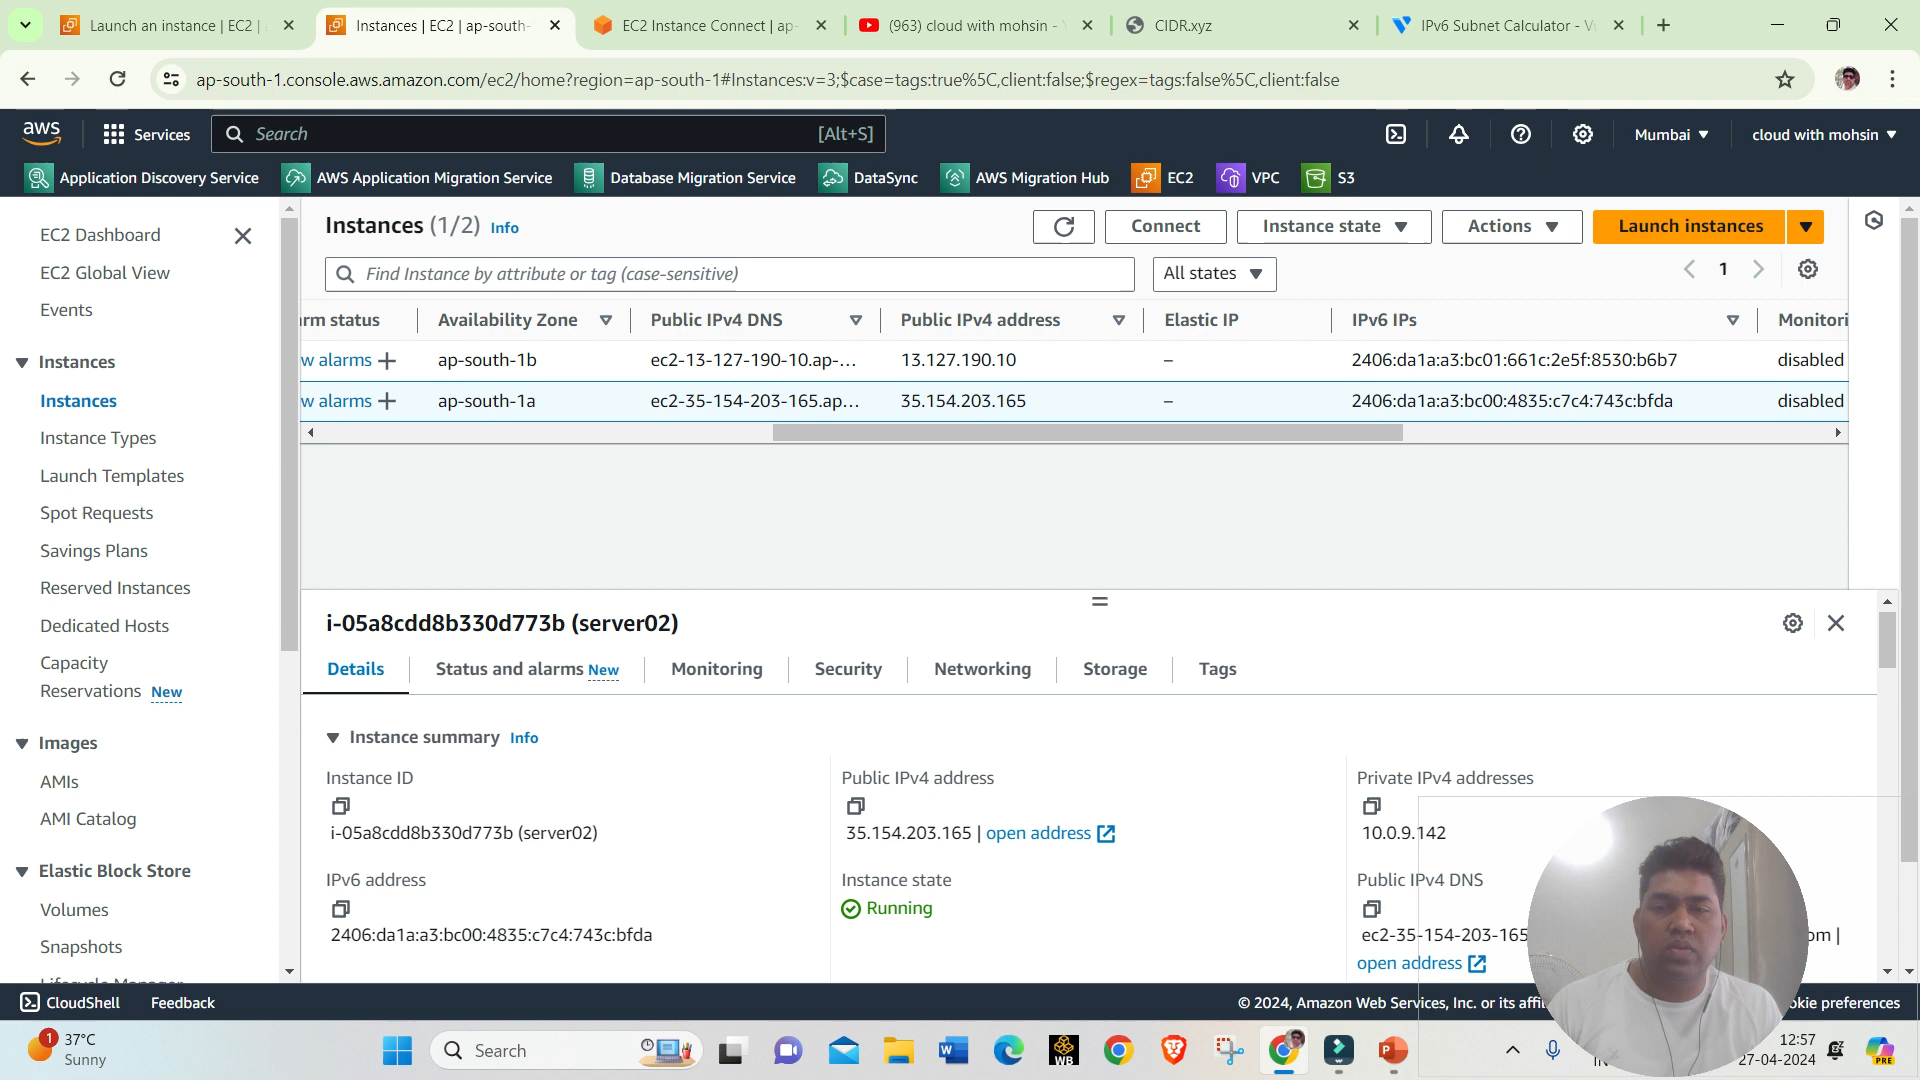 Launch an instance | EC2 |
Instances | EC2 | ap-south-
EC2 Instance Connect | ap-
(963) cloud with mohsin -
CIDR.xyz
IPv6 Subnet Calculator -
ap-south-1.console.aws.amazon.com/ec2/home?region=ap-south-1#Instances:v=3;$case=tags:true%5C,client:false;$regex=tags:false%5C,client:false
aws
Services
Search
[Alt+S]
Mumbai
cloud with mohsin
Application Discovery Service
AWS Application Migration Service
Database Migration Service
DataSync
AWS Migration Hub
EC2
VPC
S3
EC2 Dashboard
EC2 Global View
Events
Instances
Instances
Instance Types
Launch Templates
Spot Requests
Savings Plans
Reserved Instances
Dedicated Hosts
Capacity
Reservations New
Images
AMIs
AMI Catalog
Elastic Block Store
Volumes
Snapshots
Lifecycle Manager
Instances (1/2) Info
Connect
Instance state
Actions
Launch instances
Find Instance by attribute or tag (case-sensitive)
All states
1
rm status Availability Zone Public IPv4 DNS Public IPv4 address Elastic IP IPv6 IPs Monitori
w alarms + ap-south-1b ec2-13-127-190-10.ap-... 13.127.190.10 – 2406:da1a:a3:bc01:661c:2e5f:8530:b6b7 disabled
w alarms + ap-south-1a ec2-35-154-203-165.ap... 35.154.203.165 – 2406:da1a:a3:bc00:4835:c7c4:743c:bfda disabled
i-05a8cdd8b330d773b (server02)
Details
Status and alarms New
Monitoring
Security
Networking
Storage
Tags
Instance summary Info
Instance ID
i-05a8cdd8b330d773b (server02)
Public IPv4 address
35.154.203.165 | open address
Private IPv4 addresses
10.0.9.142
IPv6 address
2406:da1a:a3:bc00:4835:c7c4:743c:bfda
Instance state
Running
Public IPv4 DNS
ec2-35-154-203-165 om |
open address
CloudShell
Feedback
© 2024, Amazon Web Services, Inc. or its affil
okie preferences
1
37°C
Sunny
Search
WB
12:57
27-04-2024
PRE